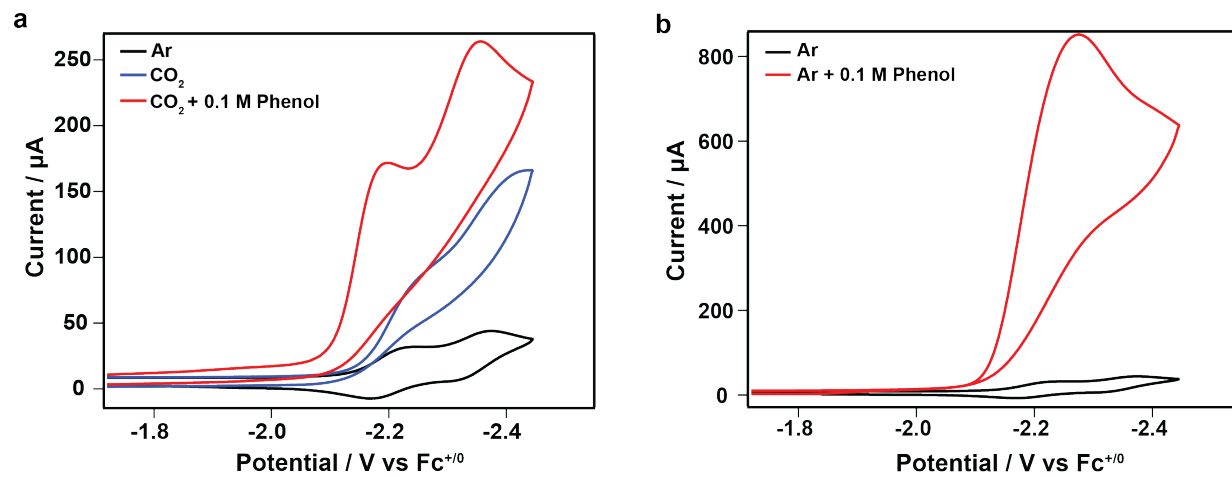 a
Ar
CO2
CO2 + 0.1 M Phenol
250
200
150
100
50
0
-1.8 -2.0 -2.2 -2.4
Current / µA
Potential / V vs Fc+/0
b
Ar
Ar + 0.1 M Phenol
800
600
400
200
0
-1.8 -2.0 -2.2 -2.4
Current / µA
Potential / V vs Fc+/0